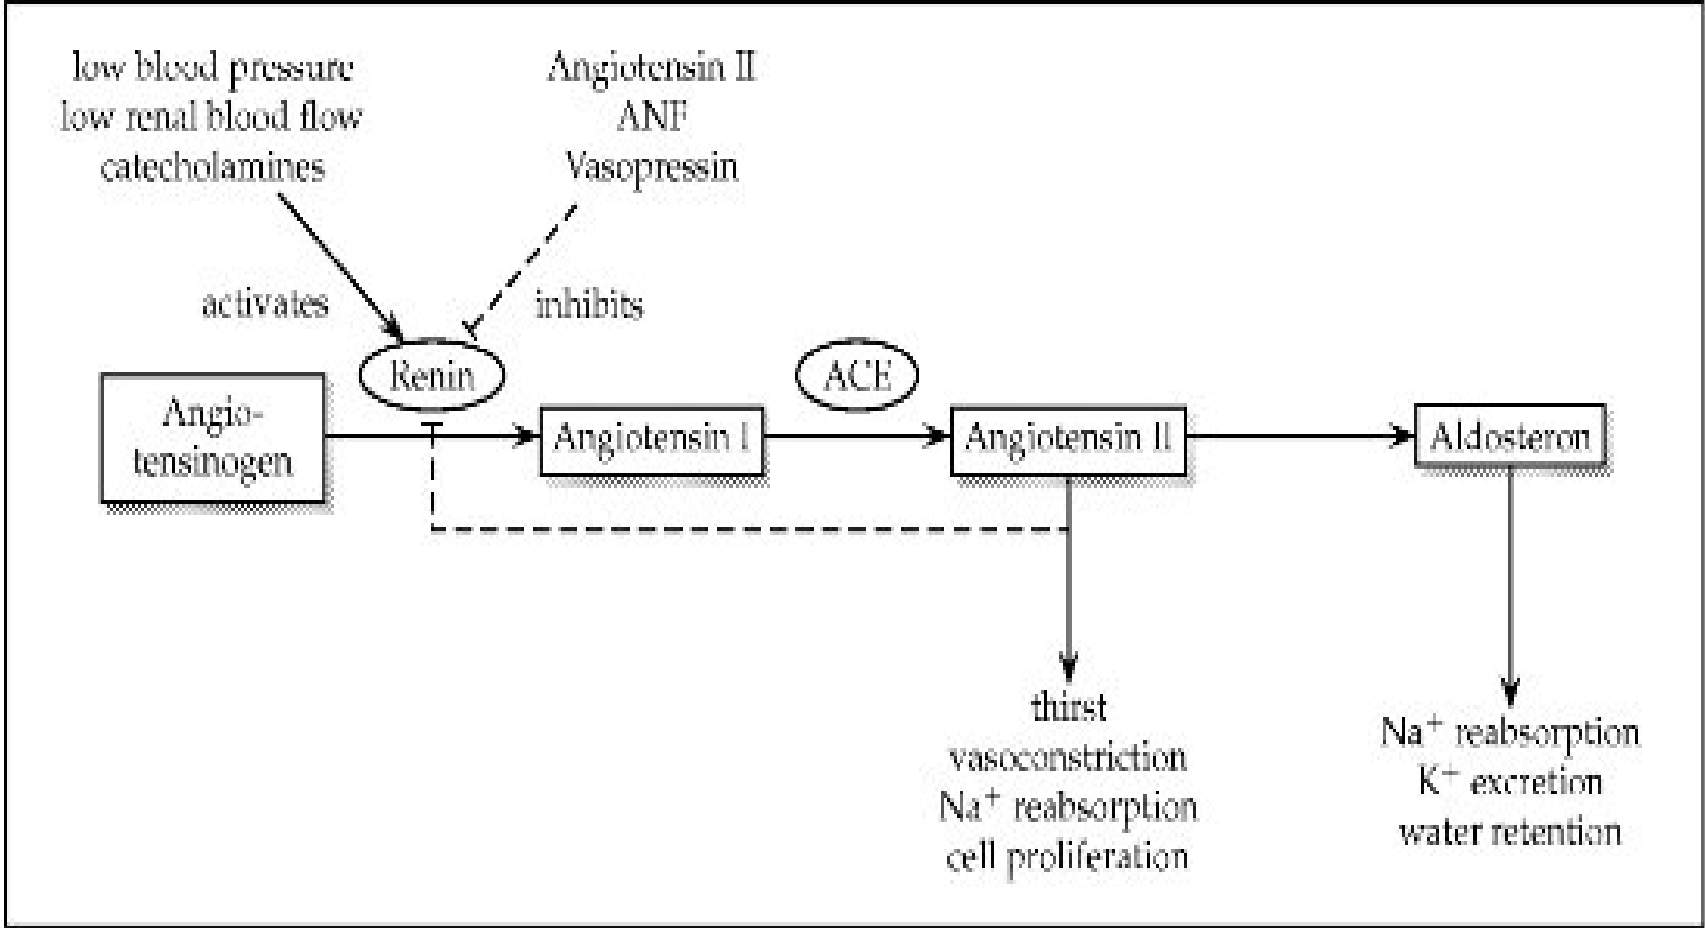 low blood pressure
low renal blood flow
catecholamines
Angiotensin II
ANF
Vasopressin
activates
inhibits
Renin
ACE
Angio-
tensinogen
Angiotensin I
Angiotensin II
Aldosteron
thirst
vasoconstriction
Na⁺ reabsorption
cell proliferation
Na⁺ reabsorption
K⁺ excretion
water retention